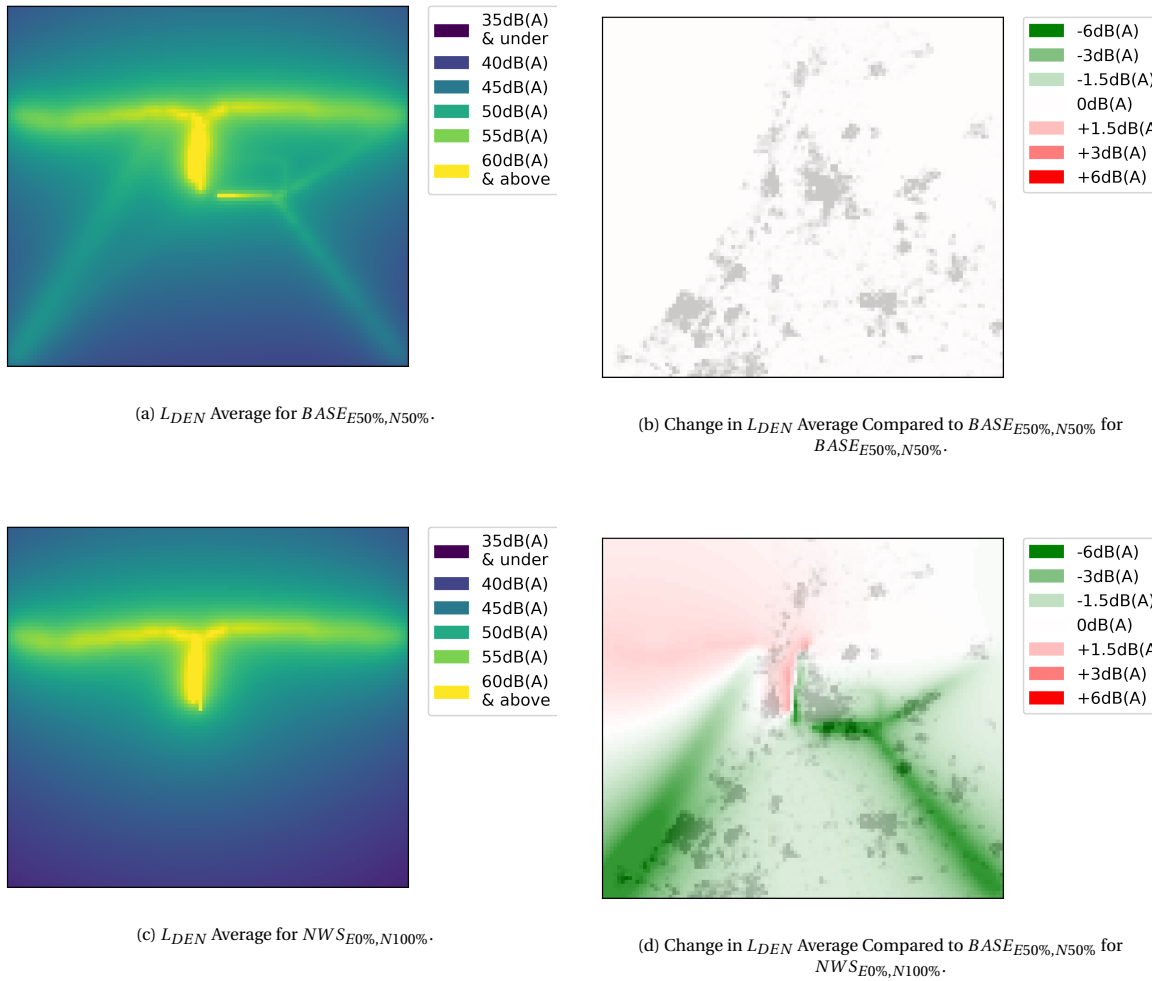 35dB(A)
& under
40dB(A)
45dB(A)
50dB(A)
55dB(A)
60dB(A)
& above
(a) L_DEN Average for BASE_E50%,N50%.
-6dB(A)
-3dB(A)
-1.5dB(A)
0dB(A)
+1.5dB(A)
+3dB(A)
+6dB(A)
(b) Change in L_DEN Average Compared to BASE_E50%,N50% for
BASE_E50%,N50%.
35dB(A)
& under
40dB(A)
45dB(A)
50dB(A)
55dB(A)
60dB(A)
& above
(c) L_DEN Average for NWS_E0%,N100%.
-6dB(A)
-3dB(A)
-1.5dB(A)
0dB(A)
+1.5dB(A)
+3dB(A)
+6dB(A)
(d) Change in L_DEN Average Compared to BASE_E50%,N50% for
NWS_E0%,N100%.